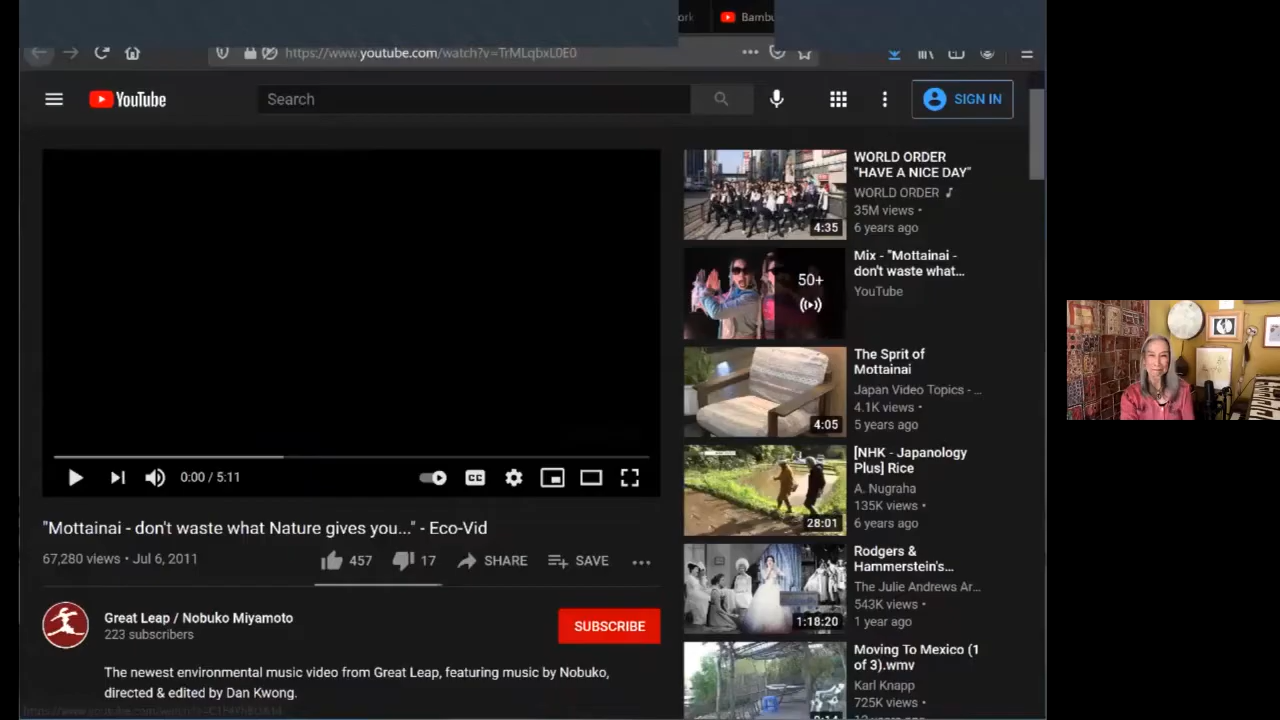 ork
Bambu
https://www.youtube.com/watch?v=TrMLqbxL0E0
YouTube
Search
SIGN IN
0:00 / 5:11
CC
"Mottainai - don't waste what Nature gives you..." - Eco-Vid
67,280 views • Jul 6, 2011
457
17
SHARE
SAVE
Great Leap / Nobuko Miyamoto
223 subscribers
SUBSCRIBE
The newest environmental music video from Great Leap, featuring music by Nobuko,
directed & edited by Dan Kwong.
4:35
WORLD ORDER
"HAVE A NICE DAY"
WORLD ORDER
35M views •
6 years ago
50+
Mix - "Mottainai -
don't waste what...
YouTube
4:05
The Sprit of
Mottainai
Japan Video Topics - ...
4.1K views •
5 years ago
28:01
[NHK - Japanology
Plus] Rice
A. Nugraha
135K views •
6 years ago
1:18:20
Rodgers &
Hammerstein's...
The Julie Andrews Ar...
543K views •
1 year ago
Moving To Mexico (1
of 3).wmv
Karl Knapp
725K views •